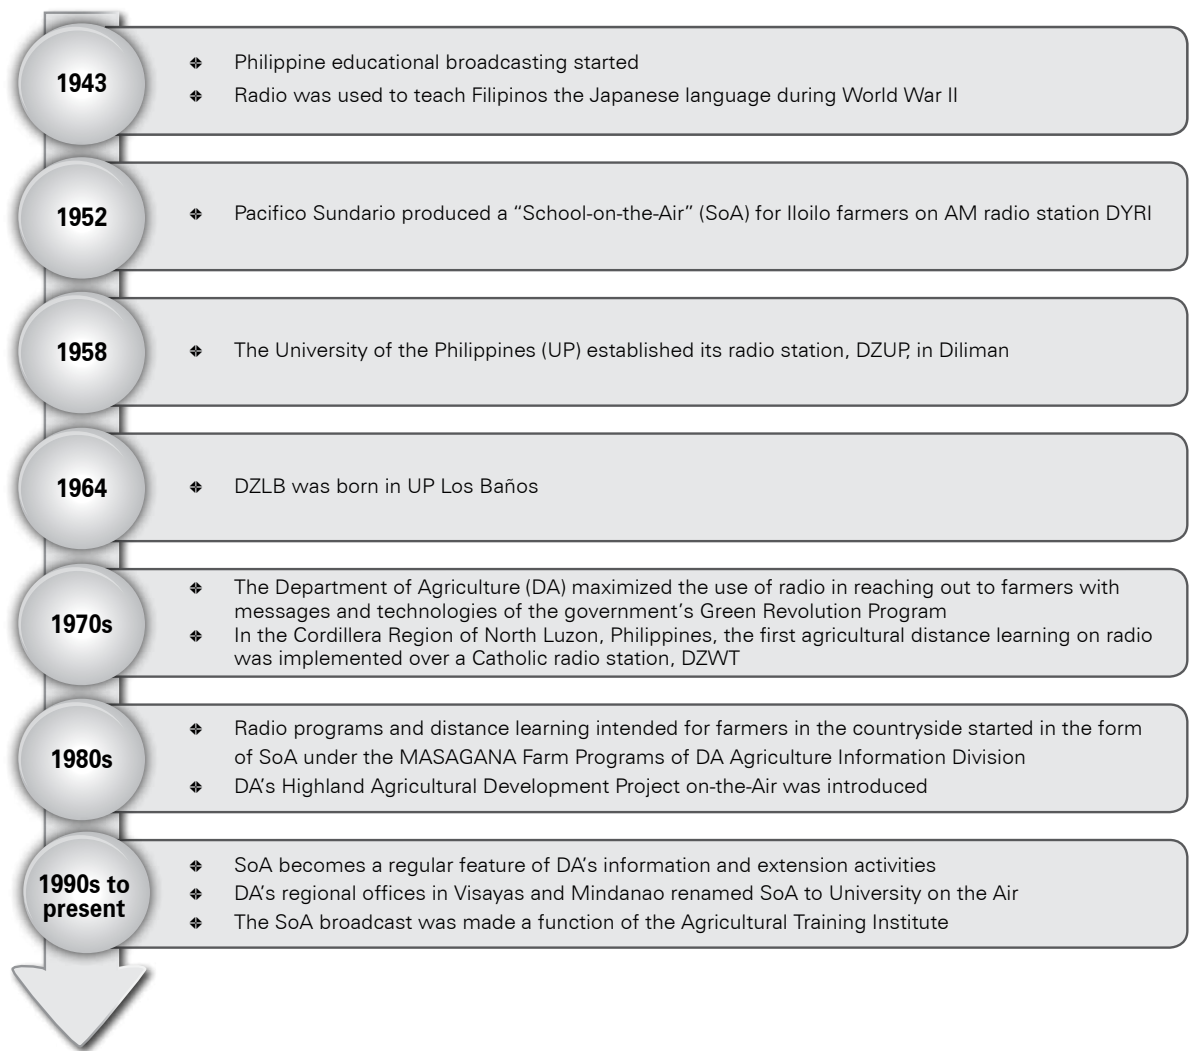 1943
Philippine educational broadcasting started
Radio was used to teach Filipinos the Japanese language during World War II
1952
Pacifico Sundario produced a “School-on-the-Air” (SoA) for Iloilo farmers on AM radio station DYRI
1958
The University of the Philippines (UP) established its radio station, DZUP, in Diliman
1964
DZLB was born in UP Los Baños
1970s
The Department of Agriculture (DA) maximized the use of radio in reaching out to farmers with
messages and technologies of the government’s Green Revolution Program
In the Cordillera Region of North Luzon, Philippines, the first agricultural distance learning on radio
was implemented over a Catholic radio station, DZWT
1980s
Radio programs and distance learning intended for farmers in the countryside started in the form
of SoA under the MASAGANA Farm Programs of DA Agriculture Information Division
DA’s Highland Agricultural Development Project on-the-Air was introduced
1990s to
present
SoA becomes a regular feature of DA’s information and extension activities
DA’s regional offices in Visayas and Mindanao renamed SoA to University on the Air
The SoA broadcast was made a function of the Agricultural Training Institute